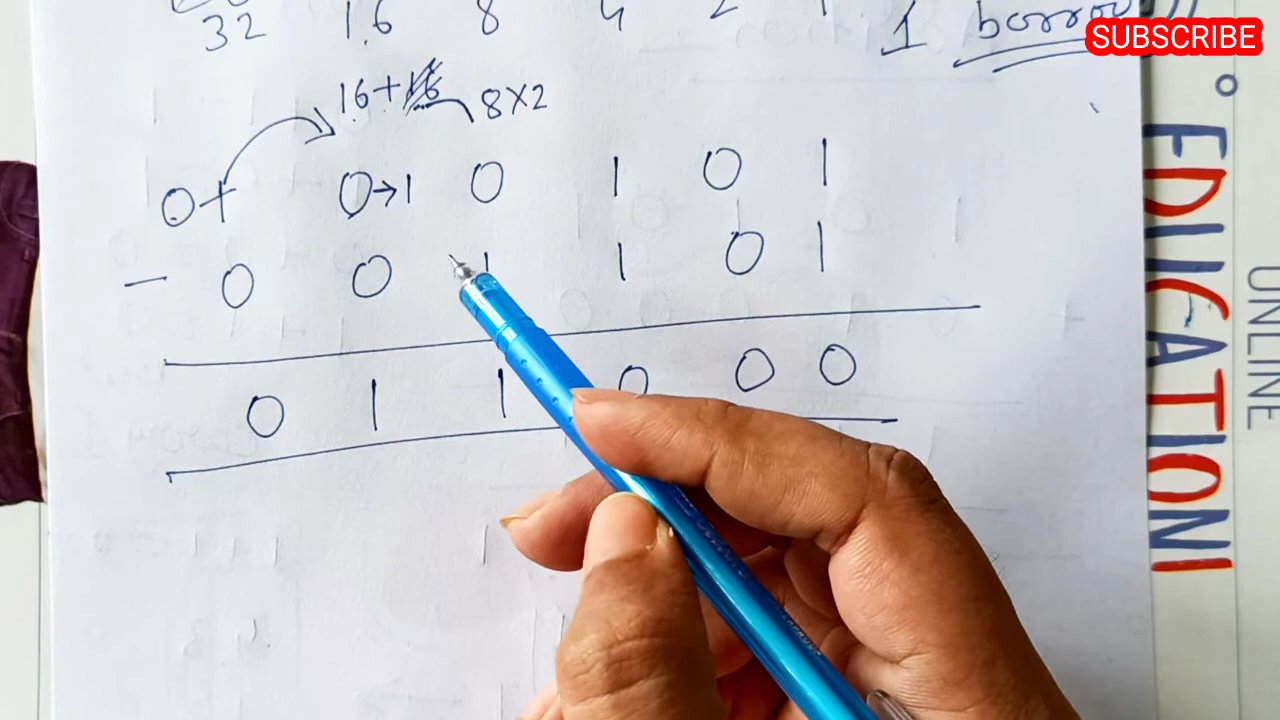 32 16 8 4 2 1
1 borrow
SUBSCRIBE
16+16 8×2
0+ 0→1 0 1 0 1
- 0 0 1 1 0 1
0 1 1 0 0 0
EDUCATION!
ONLINE